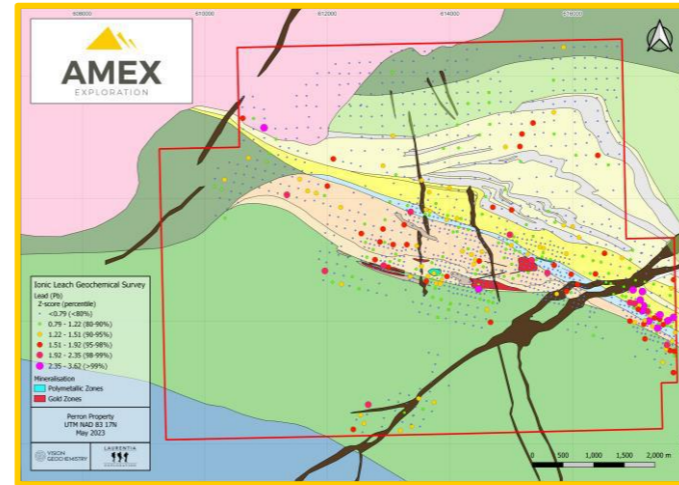 608000 610000 612000 614000 616000
AMEX
EXPLORATION
Ionic Leach Geochemical Survey
Lead (Pb)
Z-score (percentile)
<0.79 (<80%)
0.79 - 1.22 (80-90%)
1.22 - 1.51 (90-95%)
1.51 - 1.92 (95-98%)
1.92 - 2.35 (98-99%)
2.35 - 3.62 (>99%)
Mineralisation
Polymetallic Zones
Gold Zones
Perron Property
UTM NAD 83 17N
May 2023
VISION
GEOCHEMISTRY
LAURENTIA
0 500 1,000 1,500 2,000 m